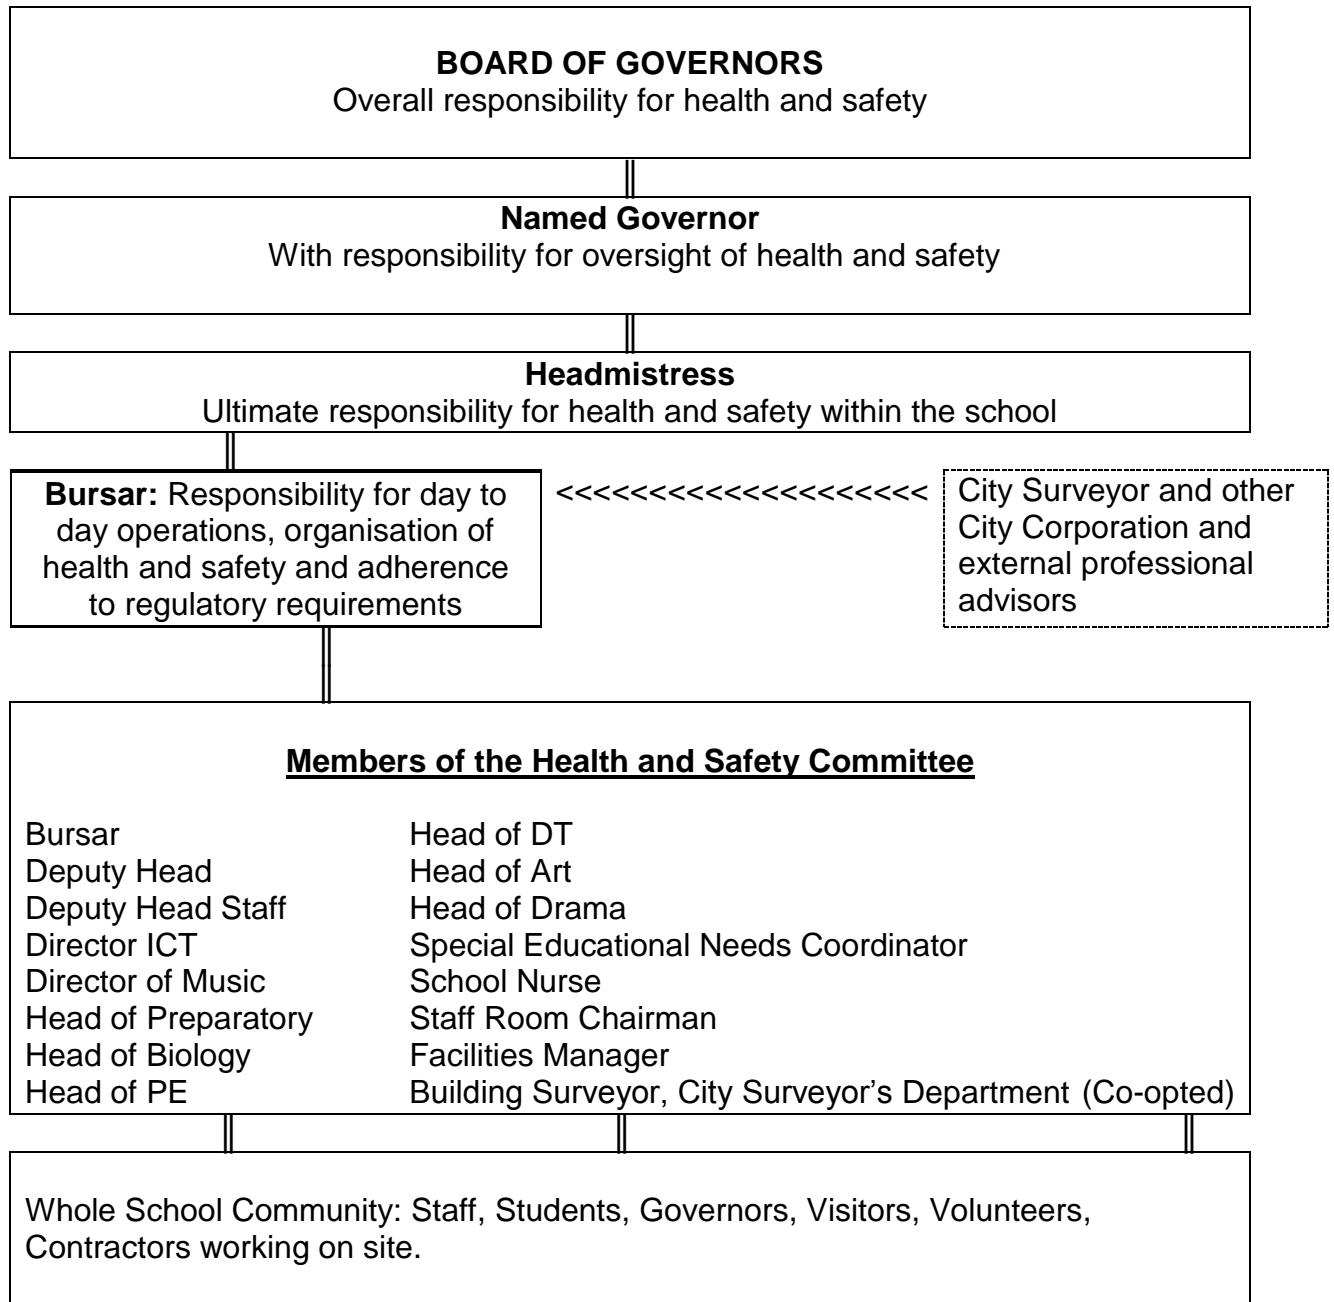 BOARD OF GOVERNORS
Overall responsibility for health and safety
Named Governor
With responsibility for oversight of health and safety
Headmistress
Ultimate responsibility for health and safety within the school
Bursar: Responsibility for day to
day operations, organisation of
health and safety and adherence
to regulatory requirements
<<<<<<<<<<<<<<<<<<<<
City Surveyor and other
City Corporation and
external professional
advisors
Members of the Health and Safety Committee
Bursar
Deputy Head
Deputy Head Staff
Director ICT
Director of Music
Head of Preparatory
Head of Biology
Head of PE
Head of DT
Head of Art
Head of Drama
Special Educational Needs Coordinator
School Nurse
Staff Room Chairman
Facilities Manager
Building Surveyor, City Surveyor’s Department (Co-opted)
Whole School Community: Staff, Students, Governors, Visitors, Volunteers,
Contractors working on site.